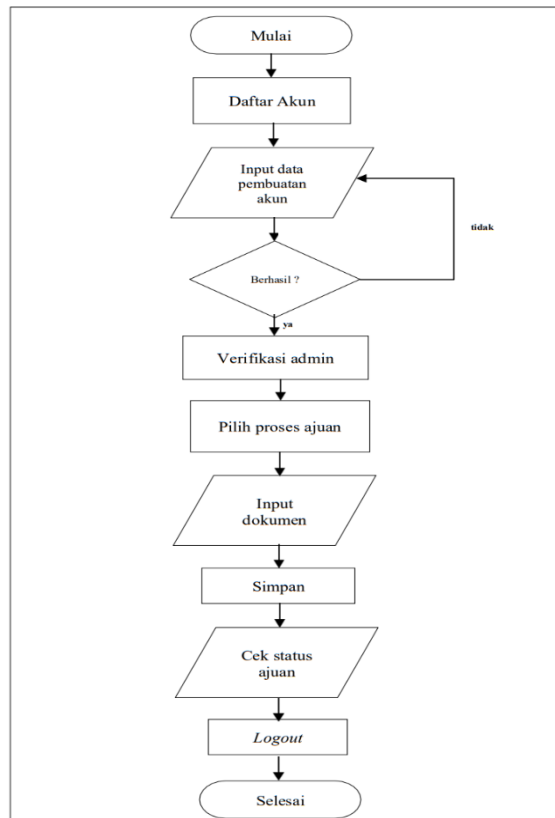 Mulai
Daftar Akun
Input data
pembuatan
akun
tidak
Berhasil ?
ya
Verifikasi admin
Pilih proses ajuan
Input
dokumen
Simpan
Cek status
ajuan
Logout
Selesai